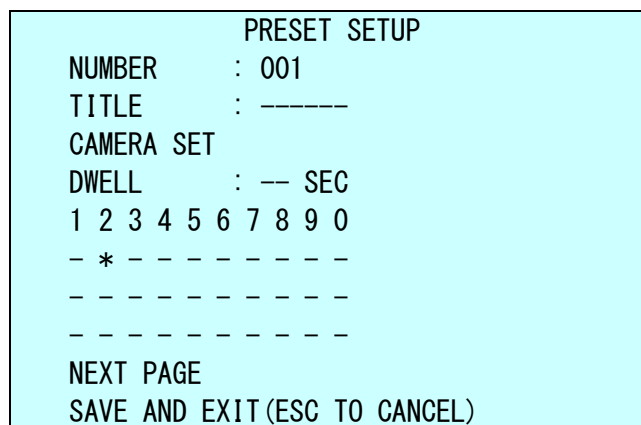 PRESET SETUP
NUMBER : 001
TITLE : ------
CAMERA SET
DWELL : -- SEC
1 2 3 4 5 6 7 8 9 0
- * - - - - - - - -
- - - - - - - - - -
- - - - - - - - - -
NEXT PAGE
SAVE AND EXIT(ESC TO CANCEL)